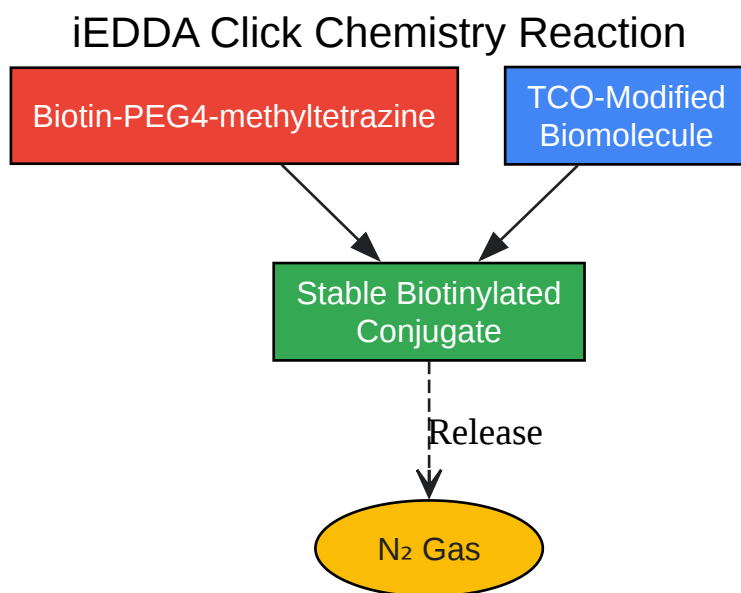 iEDDA Click Chemistry Reaction
Biotin-PEG4-methyltetrazine
TCO-Modified
Biomolecule
Stable Biotinylated
Conjugate
Release
N₂ Gas